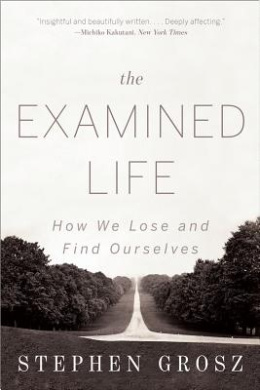 "Insightful and beautifully written . . . . Deeply affecting."
—Michiko Kakutani, New York Times
the
EXAMINED
LIFE
How We Lose and
Find Ourselves
STEPHEN GROSZ